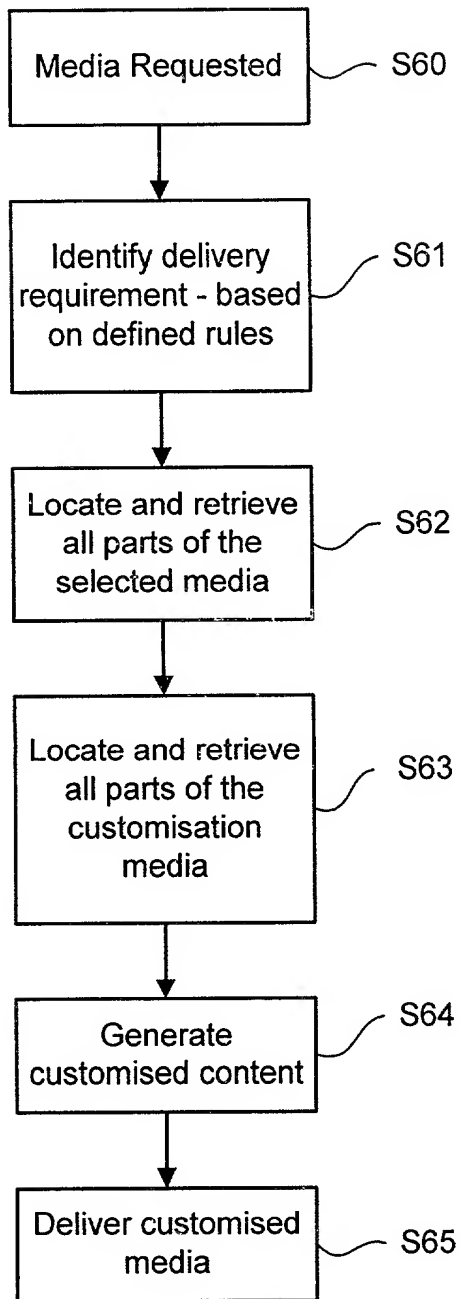 Media Requested
S60
Identify delivery
requirement - based
on defined rules
S61
Locate and retrieve
all parts of the
selected media
S62
Locate and retrieve
all parts of the
customisation
media
S63
Generate
customised content
S64
Deliver customised
media
S65